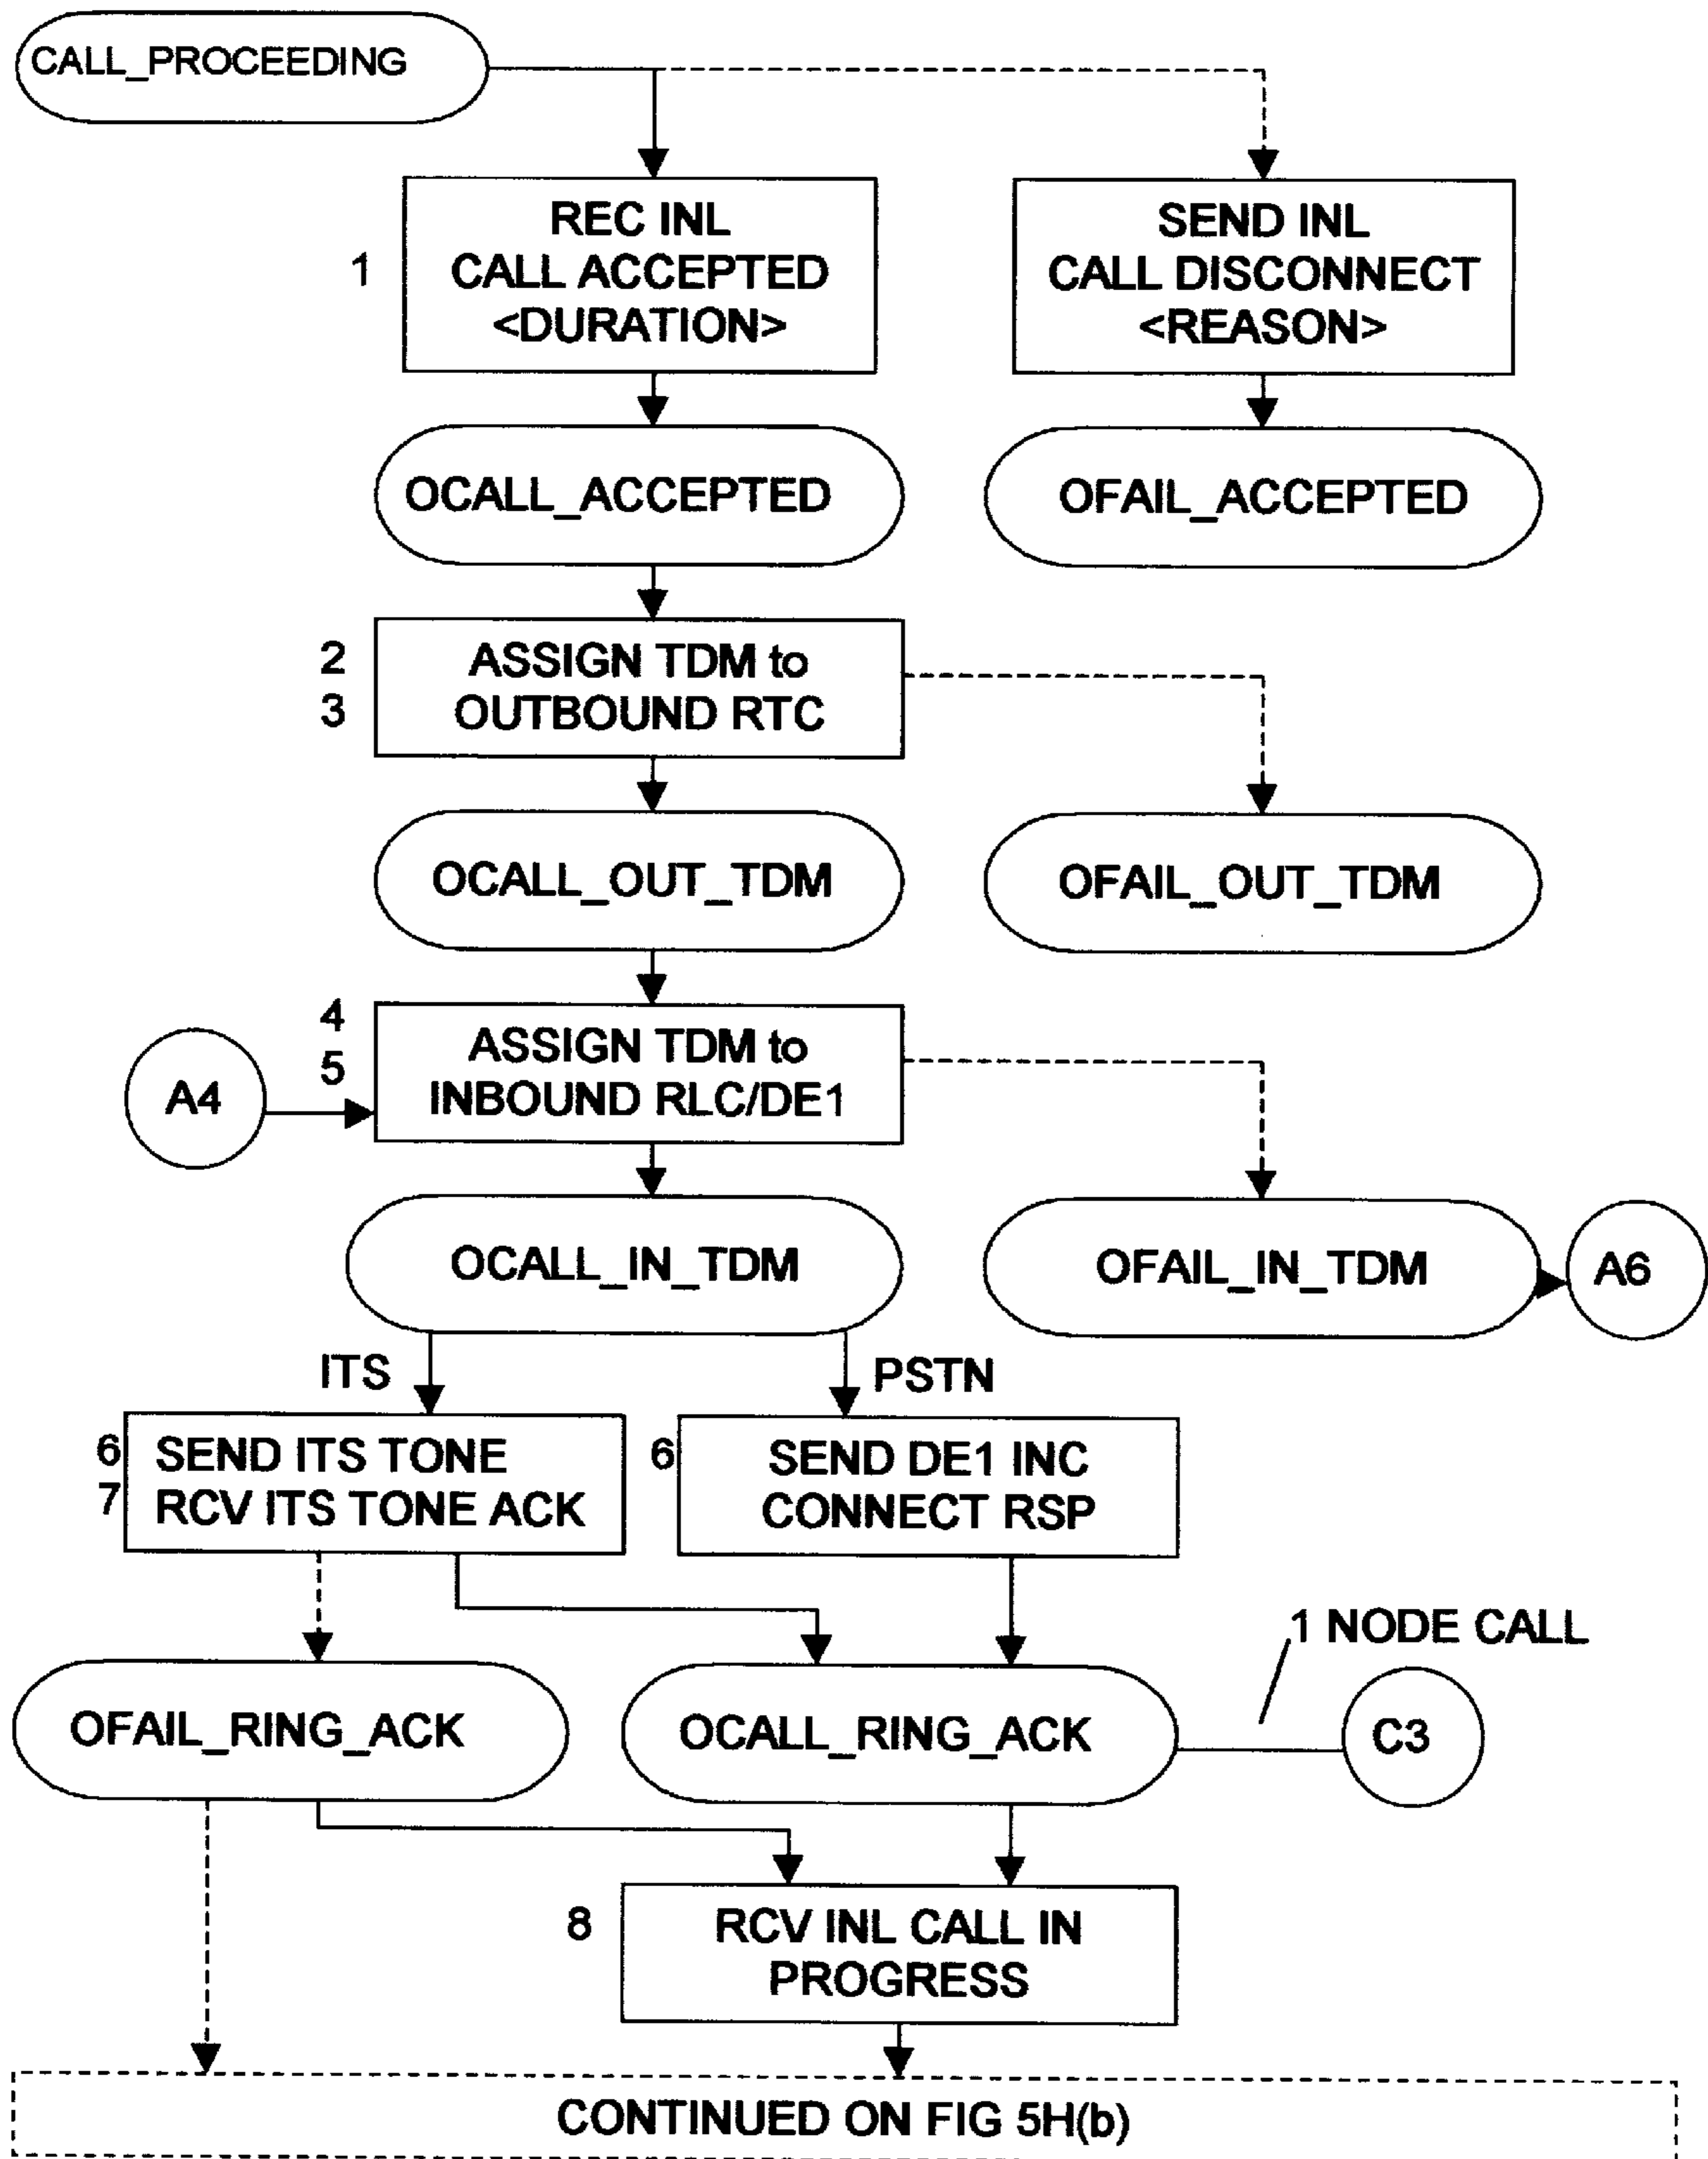 CALL_PROCEEDING
REC INL
CALL ACCEPTED
<DURATION>
1
SEND INL
CALL DISCONNECT
<REASON>
OCALL_ACCEPTED
OFAIL_ACCEPTED
2
3
ASSIGN TDM to
OUTBOUND RTC
OCALL_OUT_TDM
OFAIL_OUT_TDM
4
5
ASSIGN TDM to
INBOUND RLC/DE1
A4
OCALL_IN_TDM
OFAIL_IN_TDM
A6
ITS
PSTN
6
7
SEND ITS TONE
RCV ITS TONE ACK
6
SEND DE1 INC
CONNECT RSP
1 NODE CALL
OFAIL_RING_ACK
OCALL_RING_ACK
C3
8
RCV INL CALL IN
PROGRESS
CONTINUED ON FIG 5H(b)